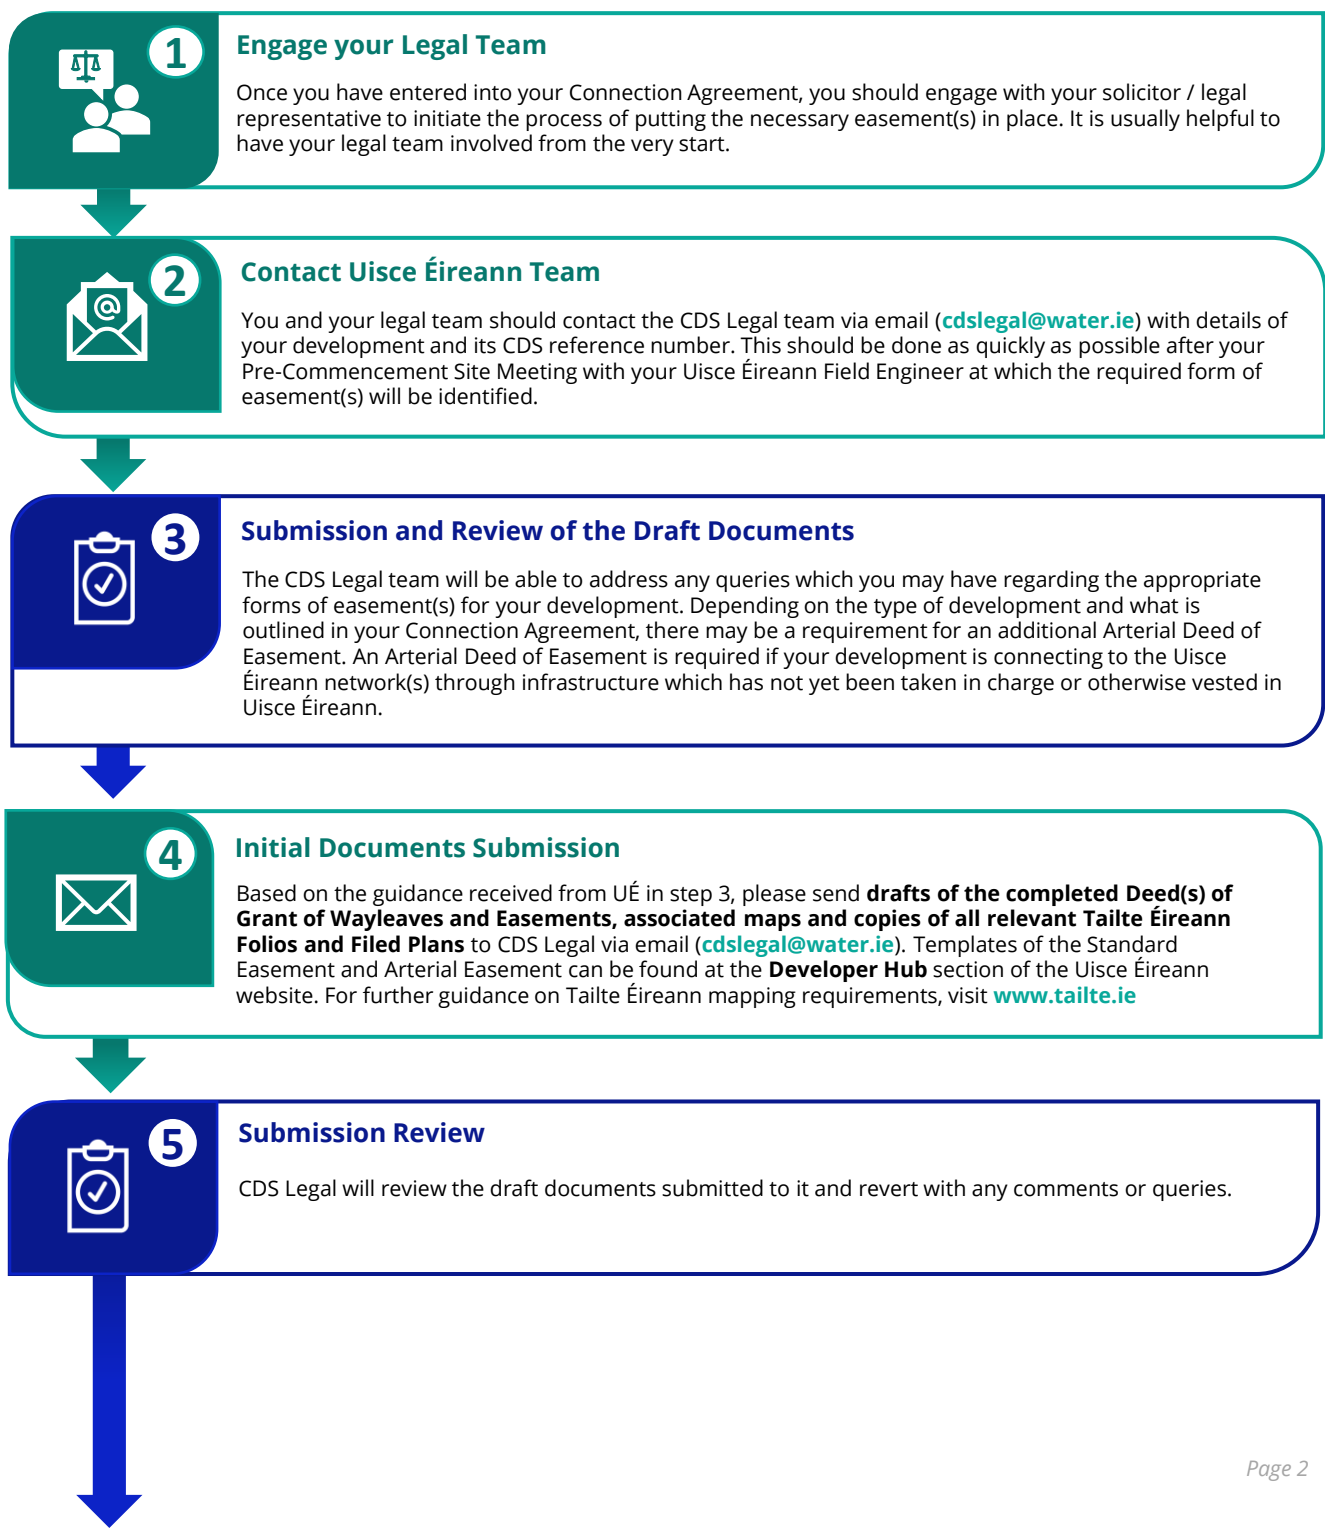 1
Engage your Legal Team
Once you have entered into your Connection Agreement, you should engage with your solicitor / legal
representative to initiate the process of putting the necessary easement(s) in place. It is usually helpful to
have your legal team involved from the very start.
2
Contact Uisce Éireann Team
You and your legal team should contact the CDS Legal team via email (cdslegal@water.ie) with details of
your development and its CDS reference number. This should be done as quickly as possible after your
Pre-Commencement Site Meeting with your Uisce Éireann Field Engineer at which the required form of
easement(s) will be identified.
3
Submission and Review of the Draft Documents
The CDS Legal team will be able to address any queries which you may have regarding the appropriate
forms of easement(s) for your development. Depending on the type of development and what is
outlined in your Connection Agreement, there may be a requirement for an additional Arterial Deed of
Easement. An Arterial Deed of Easement is required if your development is connecting to the Uisce
Éireann network(s) through infrastructure which has not yet been taken in charge or otherwise vested in
Uisce Éireann.
4
Initial Documents Submission
Based on the guidance received from UÉ in step 3, please send drafts of the completed Deed(s) of
Grant of Wayleaves and Easements, associated maps and copies of all relevant Tailte Éireann
Folios and Filed Plans to CDS Legal via email (cdslegal@water.ie). Templates of the Standard
Easement and Arterial Easement can be found at the Developer Hub section of the Uisce Éireann
website. For further guidance on Tailte Éireann mapping requirements, visit www.tailte.ie
5
Submission Review
CDS Legal will review the draft documents submitted to it and revert with any comments or queries.
Page 2